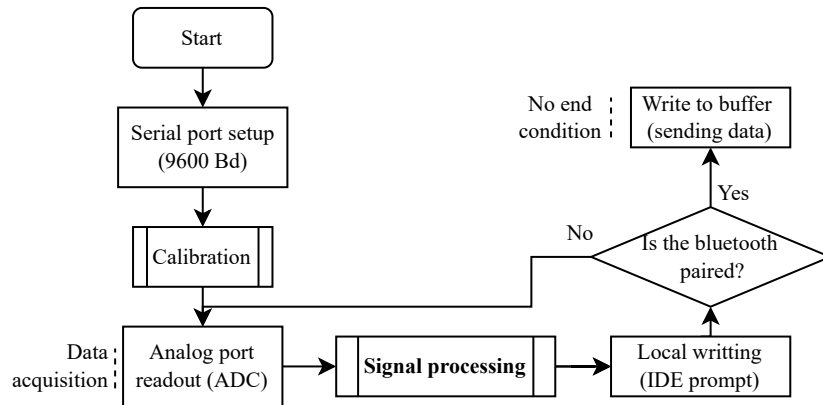 Start
Serial port setup
(9600 Bd)
Calibration
Data
acquisition
Analog port
readout (ADC)
Signal processing
Local writting
(IDE prompt)
Is the bluetooth
paired?
No
Yes
No end
condition
Write to buffer
(sending data)